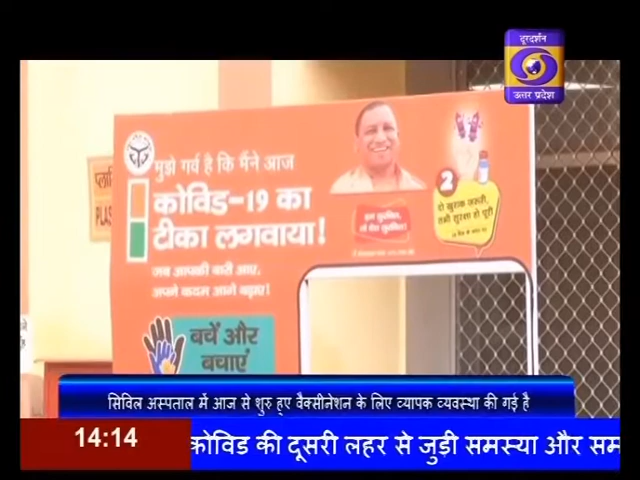 दूरदर्शन
उत्तर प्रदेश
मुझे गर्व है कि मैंने आज
कोविड-19 का
टीका लगवाया!
जब आपकी बारी आए,
अपने कदम आगे बढ़ाएं!
बचें और
बचाएं
2
दो खुराक जरूरी,
तभी सुरक्षा हो पूरी
सिविल अस्पताल में आज से शुरु हुए वैक्सीनेशन के लिए व्यापक व्यवस्था की गई है
14:14
कोविड की दूसरी लहर से जुड़ी समस्या और सम